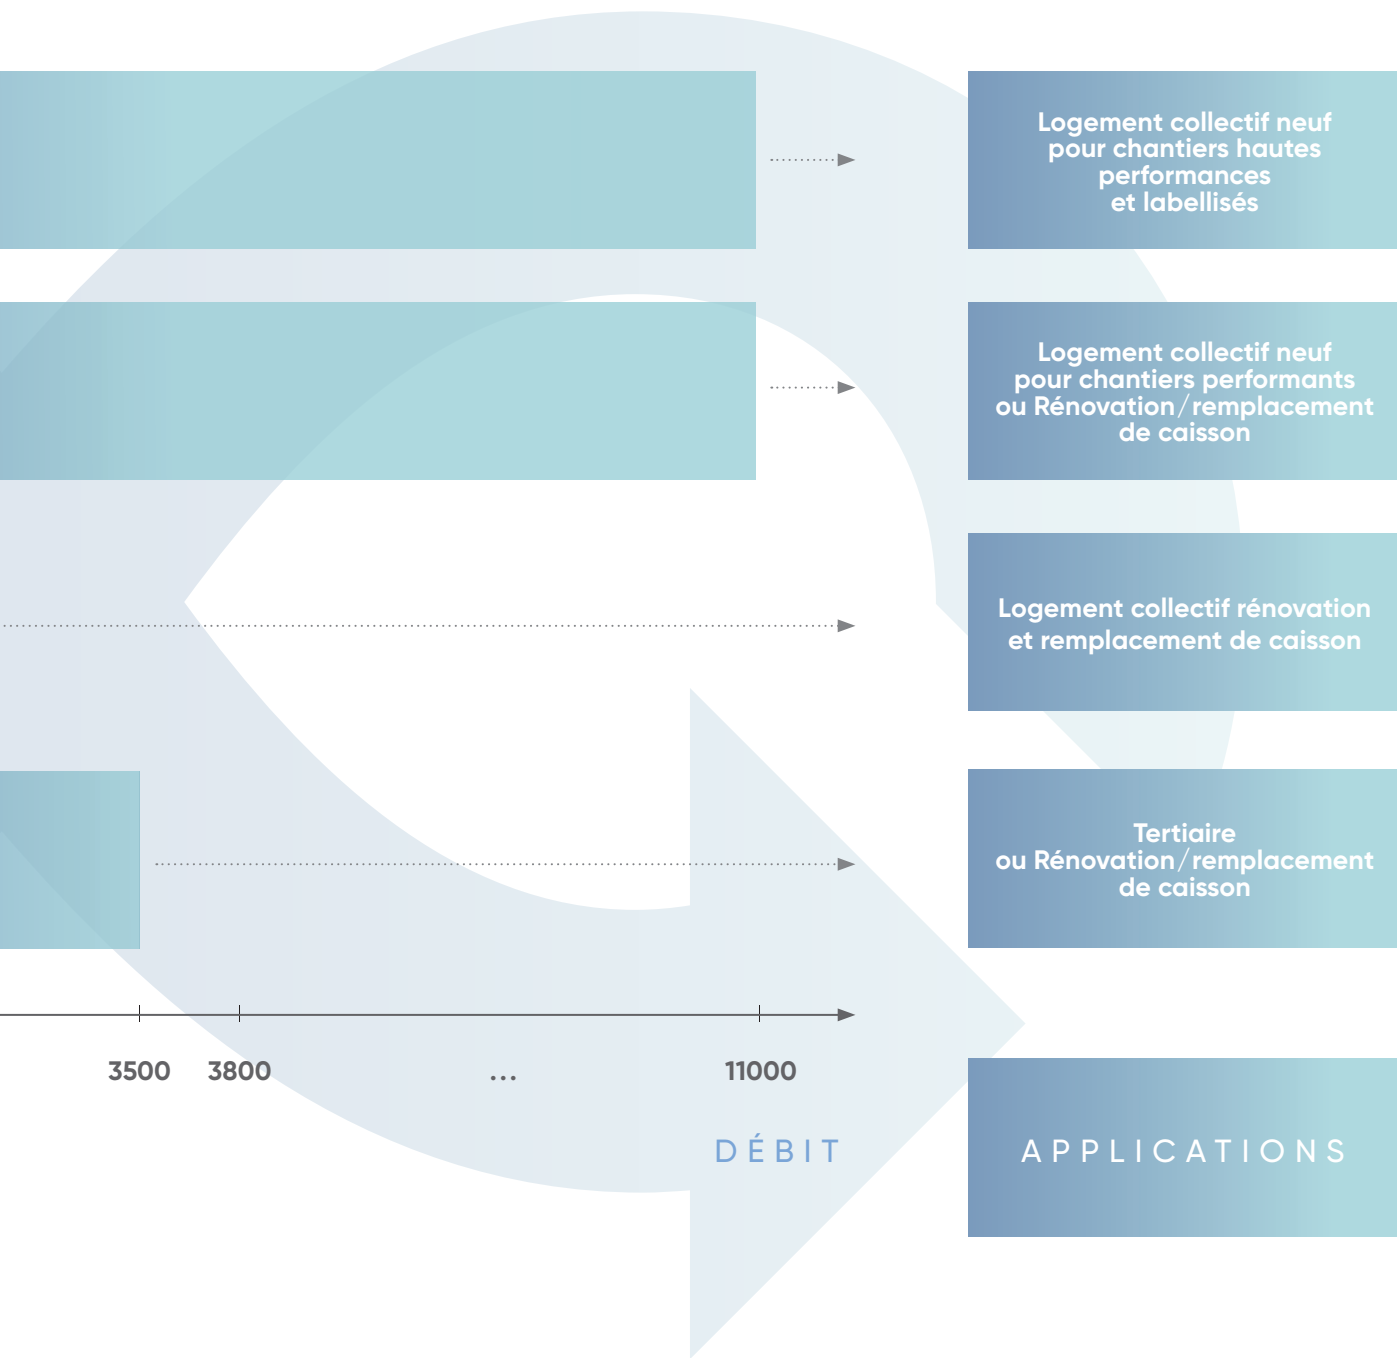 Logement collectif neuf
pour chantiers hautes
performances
et labellisés
Logement collectif neuf
pour chantiers performants
ou Rénovation/remplacement
de caisson
Logement collectif rénovation
et remplacement de caisson
Tertiaire
ou Rénovation/remplacement
de caisson
3500 3800 ... 11000
DÉBIT
APPLICATIONS